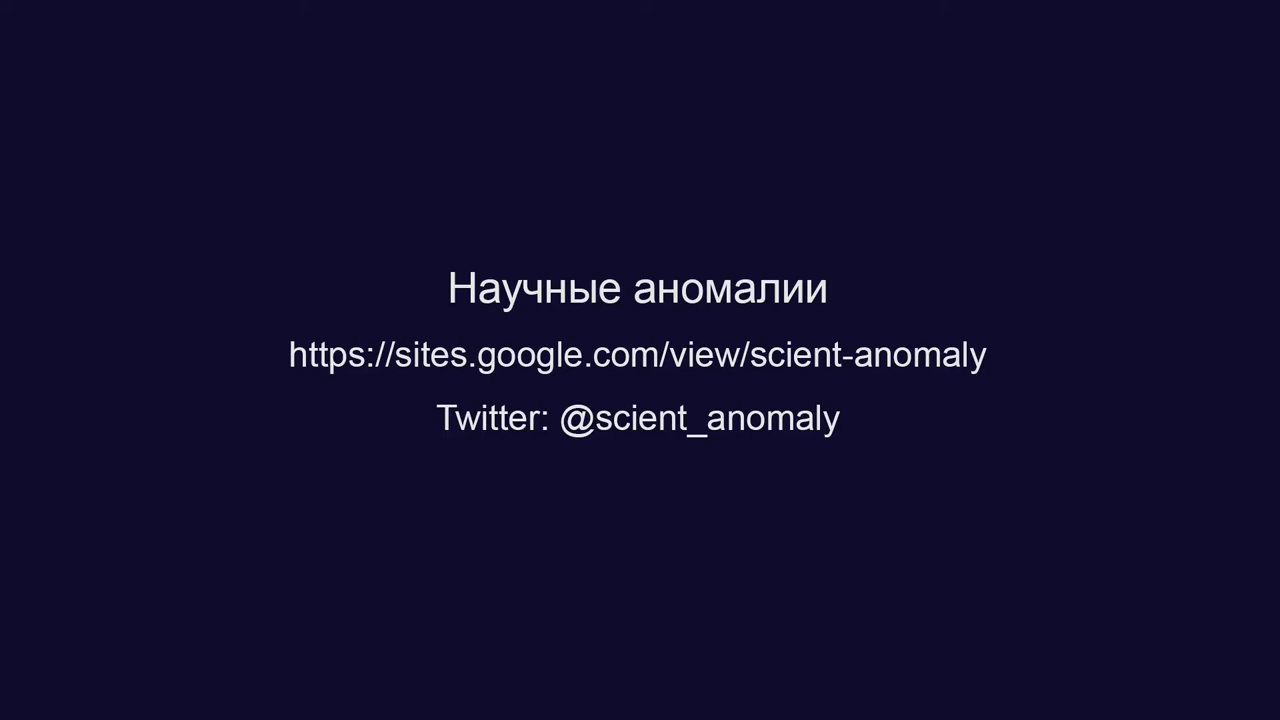 Научные аномалии
https://sites.google.com/view/scient-anomaly
Twitter: @scient_anomaly